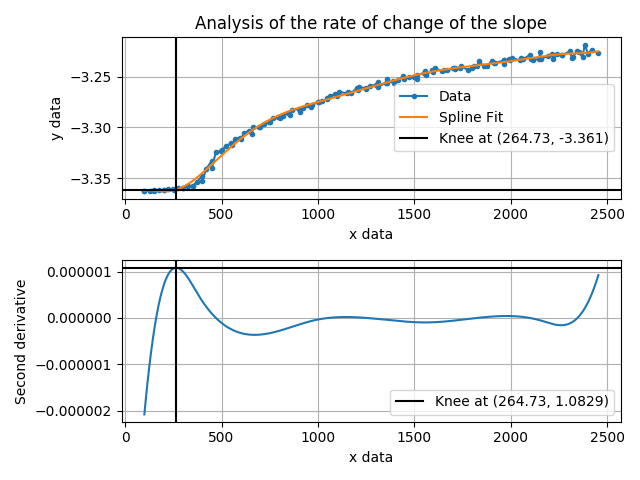 Analysis of the rate of change of the slope
y data
−3.25
−3.30
−3.35
Data
Spline Fit
Knee at (264.73, -3.361)
0 500 1000 1500 2000 2500
x data
Second derivative
0.000001
0.000000
−0.000001
−0.000002
Knee at (264.73, 1.0829)
0 500 1000 1500 2000 2500
x data